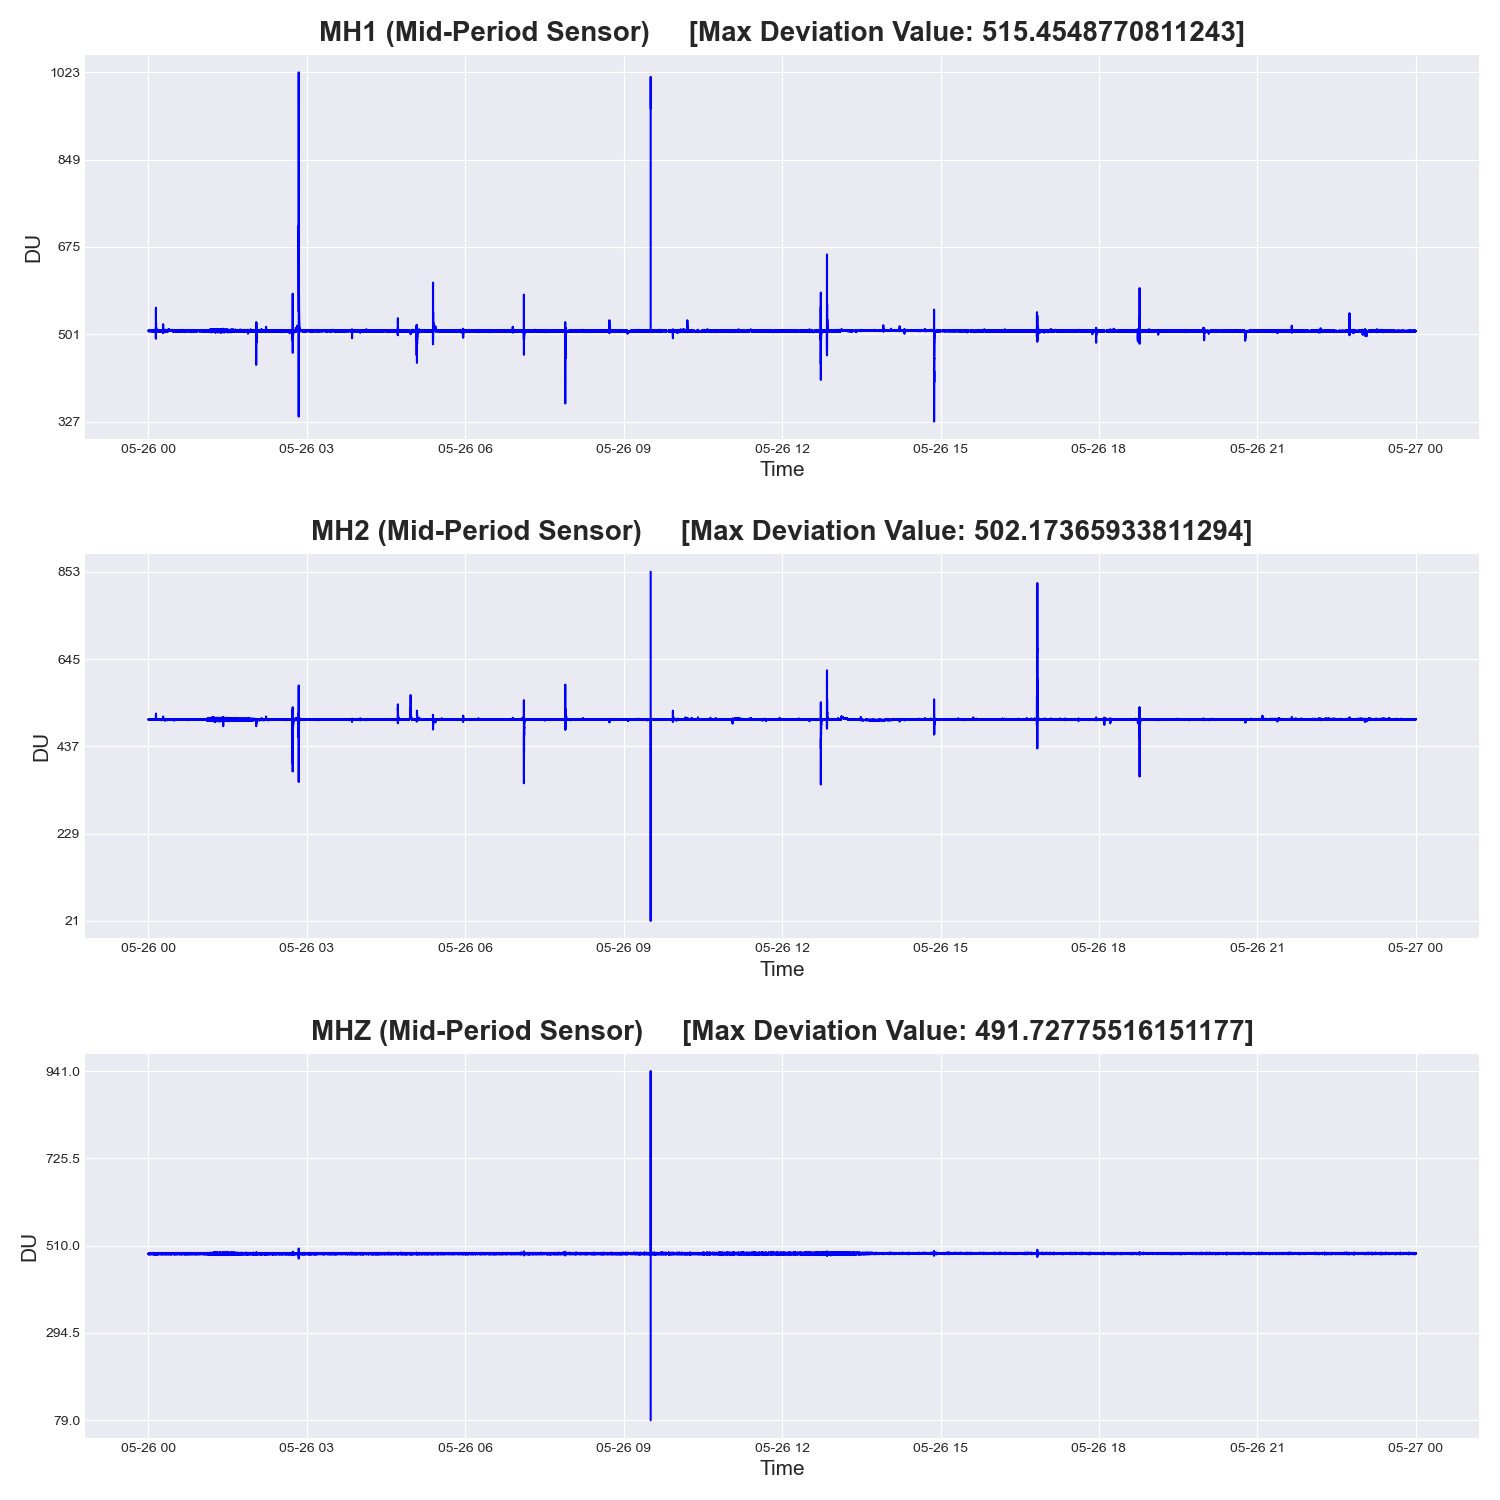 MH1 (Mid-Period Sensor) [Max Deviation Value: 515.4548770811243]
1023
849
675
501
327
DU
05-26 00 05-26 03 05-26 06 05-26 09 05-26 12 05-26 15 05-26 18 05-26 21 05-27 00
Time
MH2 (Mid-Period Sensor) [Max Deviation Value: 502.17365933811294]
853
645
437
229
21
DU
05-26 00 05-26 03 05-26 06 05-26 09 05-26 12 05-26 15 05-26 18 05-26 21 05-27 00
Time
MHZ (Mid-Period Sensor) [Max Deviation Value: 491.72775516151177]
941.0
725.5
510.0
294.5
79.0
DU
05-26 00 05-26 03 05-26 06 05-26 09 05-26 12 05-26 15 05-26 18 05-26 21 05-27 00
Time